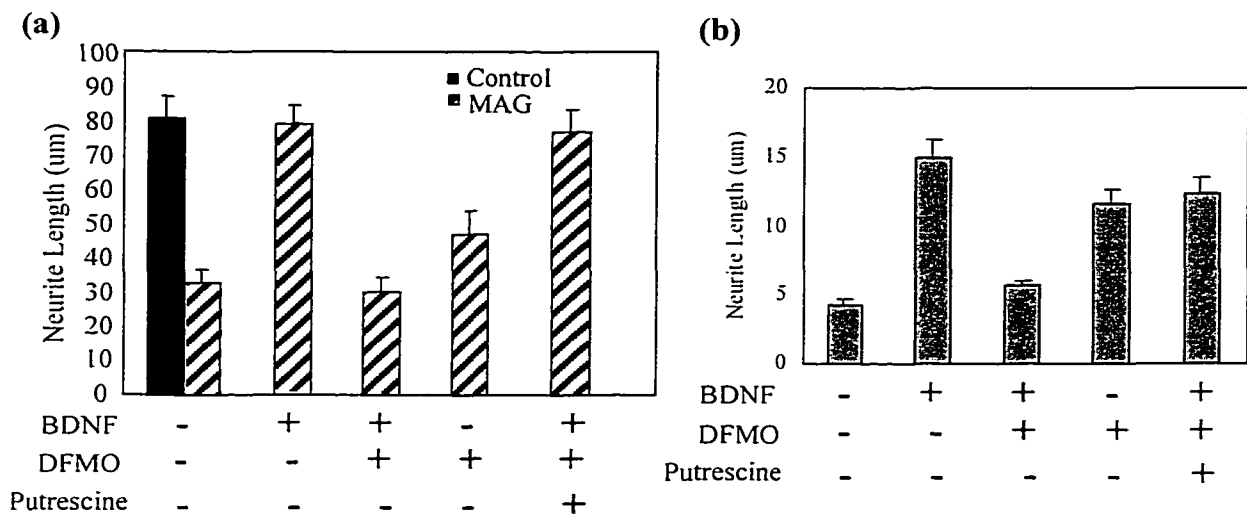 (a)
100
90
80
70
60
50
40
30
20
10
0
Neurite Length (um)
Control
MAG
BDNF - + + - +
DFMO - - + + +
Putrescine - - - - +
(b)
20
15
10
5
0
Neurite Length (um)
BDNF - + + - +
DFMO - - + + +
Putrescine - - - - +